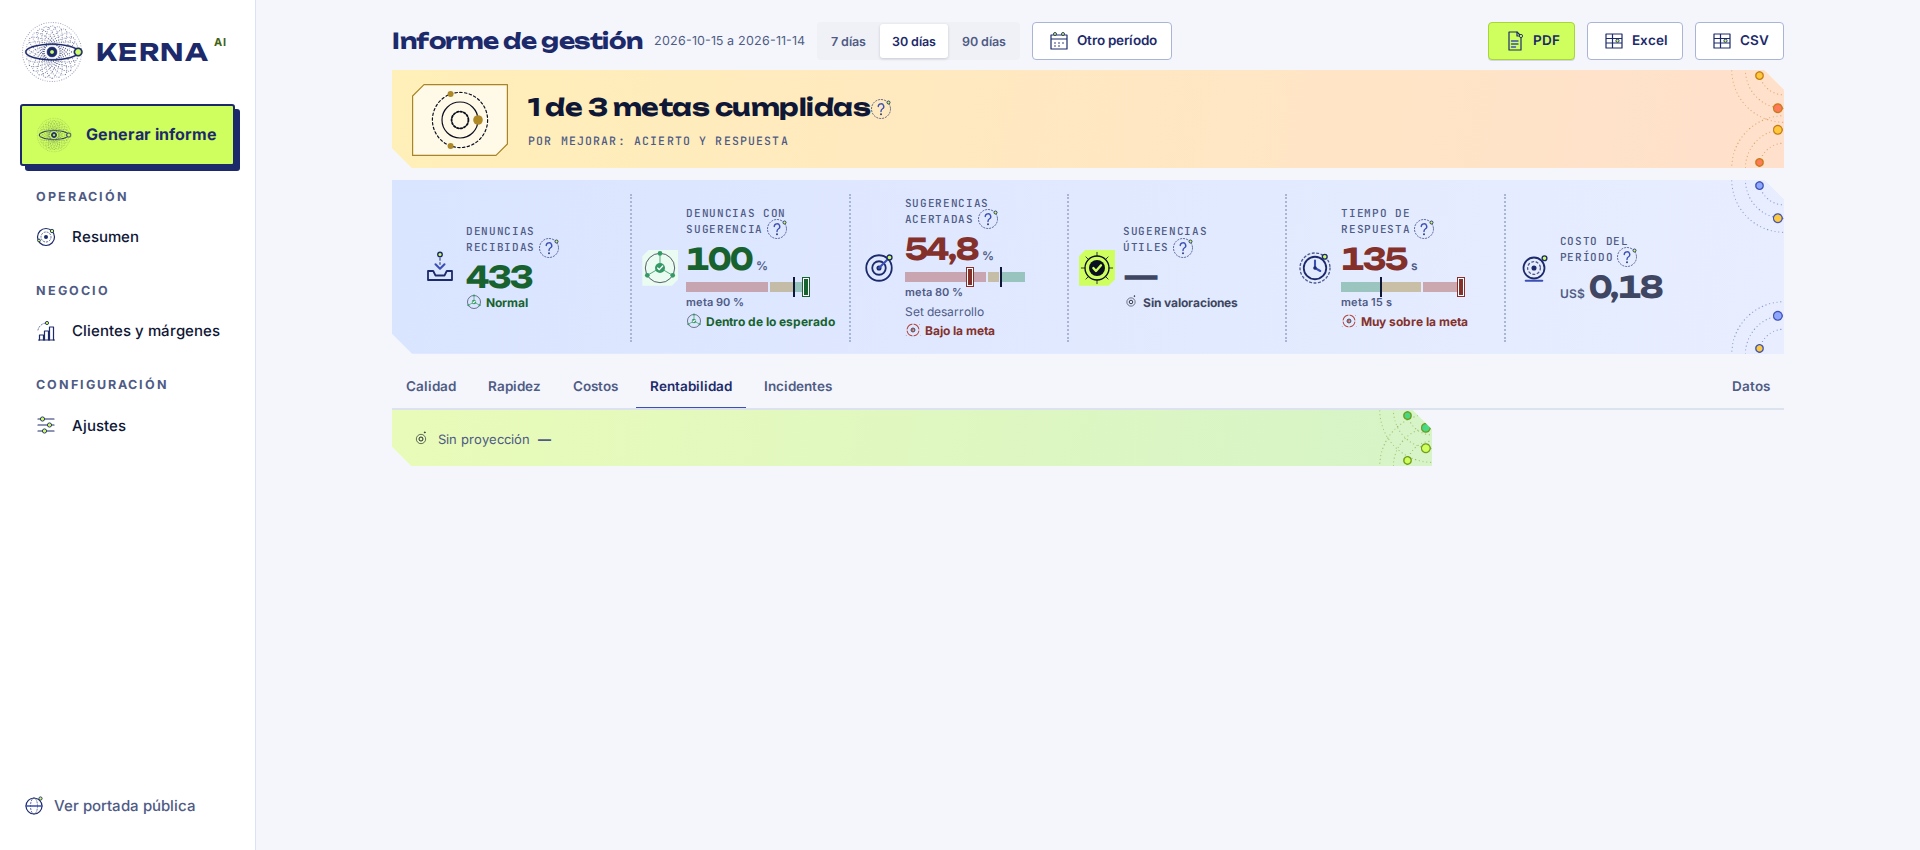 KERNA AI
Generar informe
OPERACIÓN
Resumen
NEGOCIO
Clientes y márgenes
CONFIGURACIÓN
Ajustes
Ver portada pública
Informe de gestión 2026-10-15 a 2026-11-14 7 días 30 días 90 días Otro período PDF Excel CSV
1 de 3 metas cumplidas ?
POR MEJORAR: ACIERTO Y RESPUESTA
DENUNCIAS
RECIBIDAS ?
433
Normal
DENUNCIAS CON
SUGERENCIA ?
100 %
meta 90 %
Dentro de lo esperado
SUGERENCIAS
ACERTADAS ?
54,8 %
meta 80 %
Set desarrollo
Bajo la meta
SUGERENCIAS
ÚTILES ?
—
Sin valoraciones
TIEMPO DE
RESPUESTA ?
135 s
meta 15 s
Muy sobre la meta
COSTO DEL
PERÍODO ?
US$ 0,18
Calidad Rapidez Costos Rentabilidad Incidentes Datos
Sin proyección —